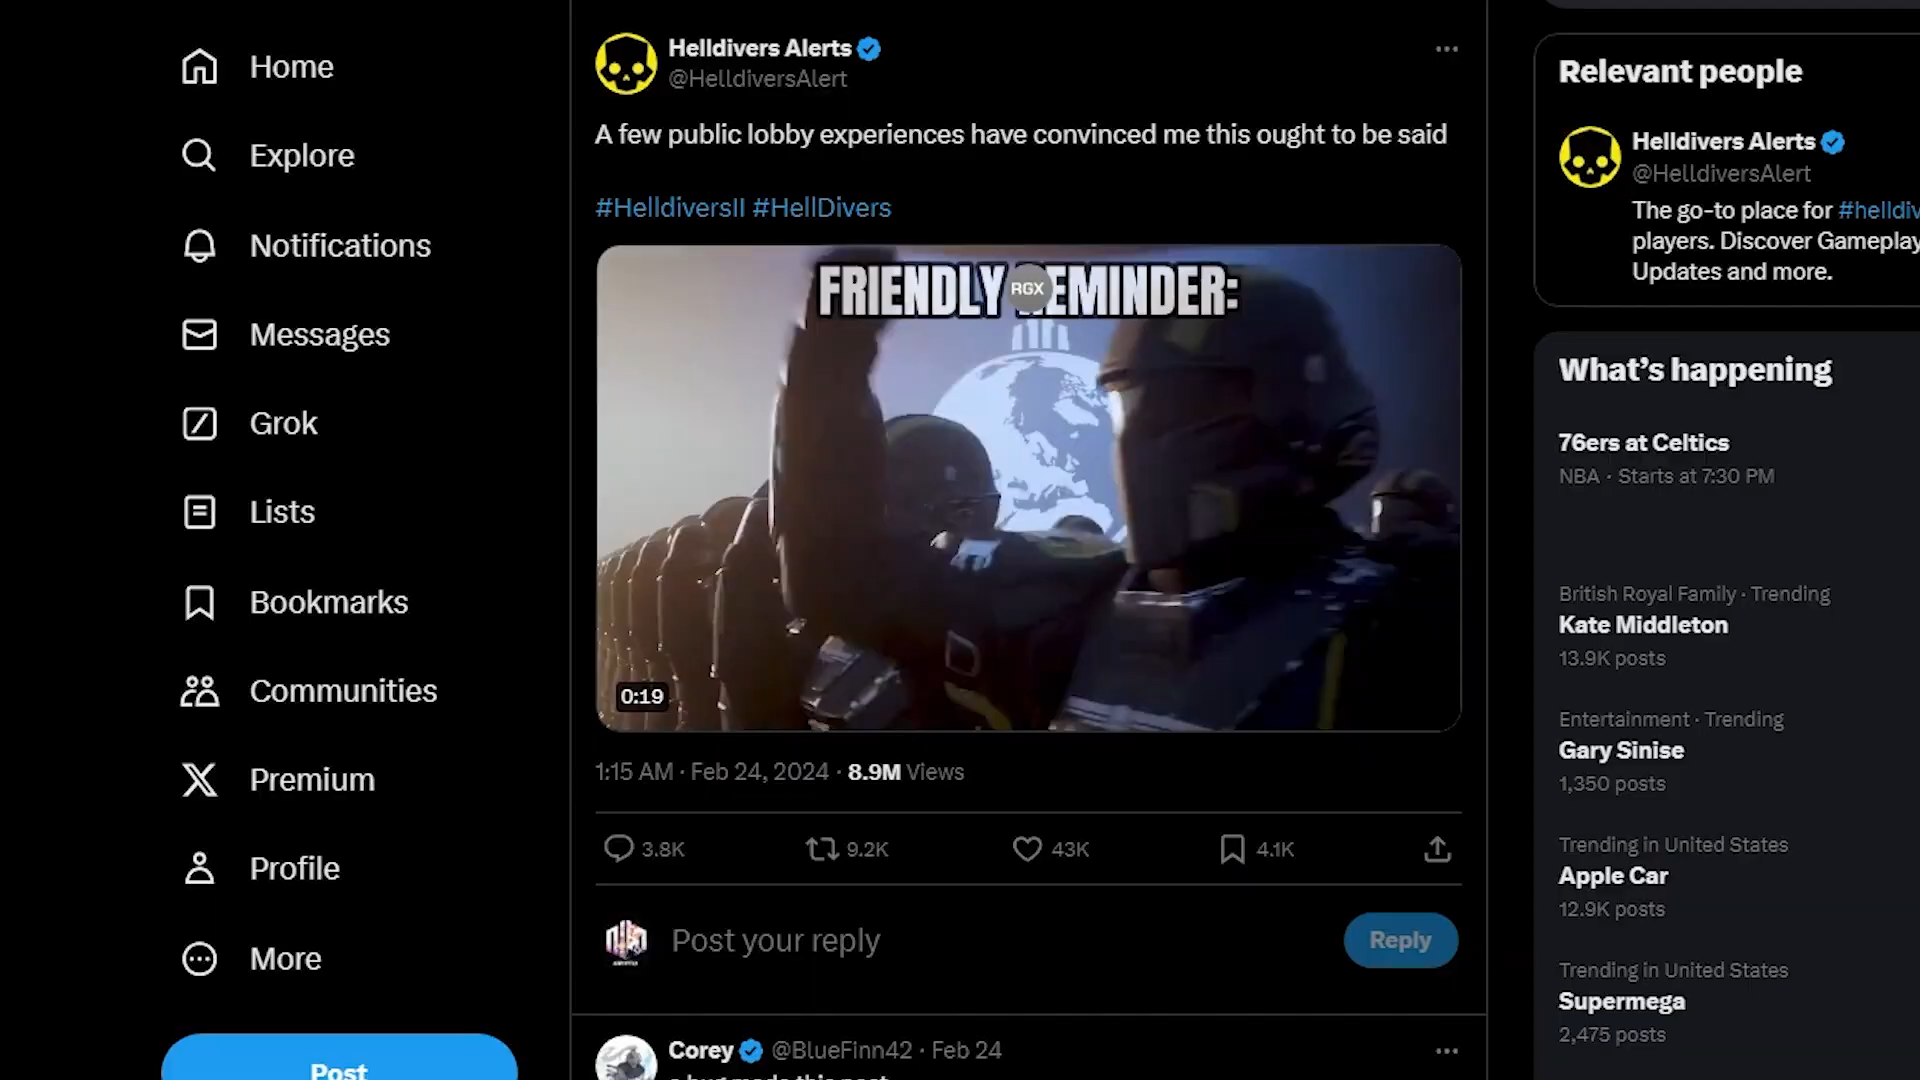 Home
Explore
Notifications
Messages
Grok
Lists
Bookmarks
Communities
Premium
Profile
More
Post
Helldivers Alerts
@HelldiversAlert
A few public lobby experiences have convinced me this ought to be said
#HelldiversII #HellDivers
FRIENDLY REMINDER:
RGX
0:19
1:15 AM · Feb 24, 2024 · 8.9M Views
3.8K 9.2K 43K 4.1K
Post your reply
Reply
Corey @BlueFinn42 · Feb 24
a bug made this post
Relevant people
Helldivers Alerts
@HelldiversAlert
The go-to place for #helldiv
players. Discover Gameplay
Updates and more.
What’s happening
76ers at Celtics
NBA · Starts at 7:30 PM
British Royal Family · Trending
Kate Middleton
13.9K posts
Entertainment · Trending
Gary Sinise
1,350 posts
Trending in United States
Apple Car
12.9K posts
Trending in United States
Supermega
2,475 posts